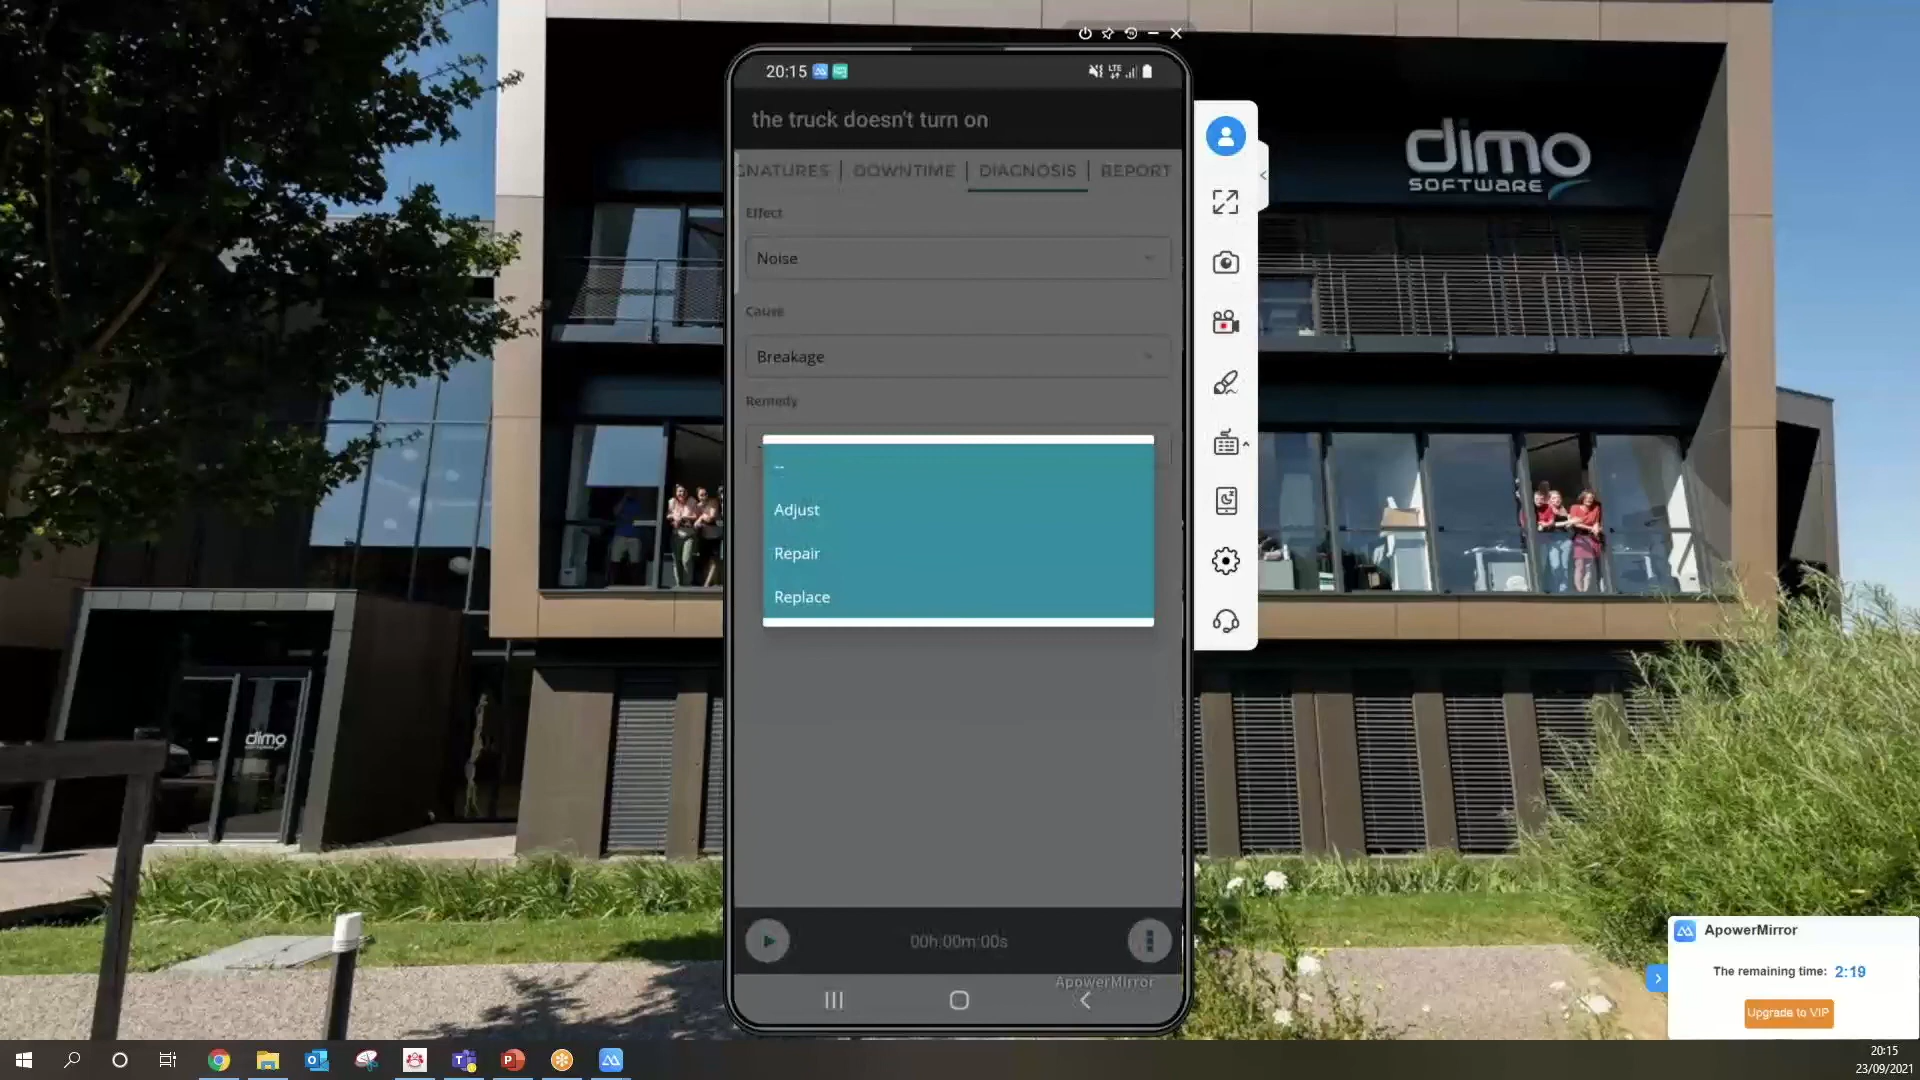 20:15
LTE
the truck doesn't turn on
GNATURES
DOWNTIME
DIAGNOSIS
REPORT
Effect
Noise
Cause
Breakage
Remedy
--
Adjust
Repair
Replace
00h:00m:00s
ApowerMirror
dimo
SOFTWARE
dimo
ApowerMirror
The remaining time: 2:19
Upgrade to VIP
20:15
23/09/2021